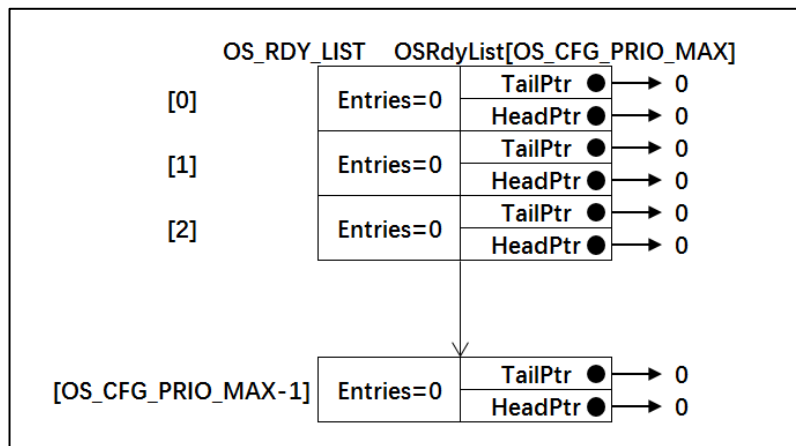 OS_RDY_LIST OSRdyList[OS_CFG_PRIO_MAX]
[0] Entries=0 TailPtr 0
HeadPtr 0
[1] Entries=0 TailPtr 0
HeadPtr 0
[2] Entries=0 TailPtr 0
HeadPtr 0
[OS_CFG_PRIO_MAX-1] Entries=0 TailPtr 0
HeadPtr 0